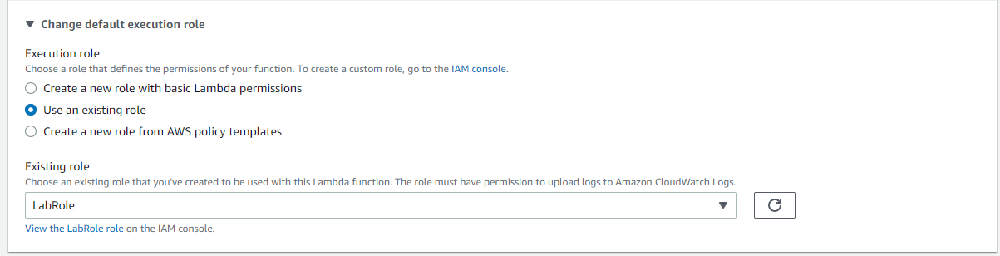 Change default execution role
Execution role
Choose a role that defines the permissions of your function. To create a custom role, go to the IAM console.
Create a new role with basic Lambda permissions
Use an existing role
Create a new role from AWS policy templates
Existing role
Choose an existing role that you've created to be used with this Lambda function. The role must have permission to upload logs to Amazon CloudWatch Logs.
LabRole
View the LabRole role on the IAM console.